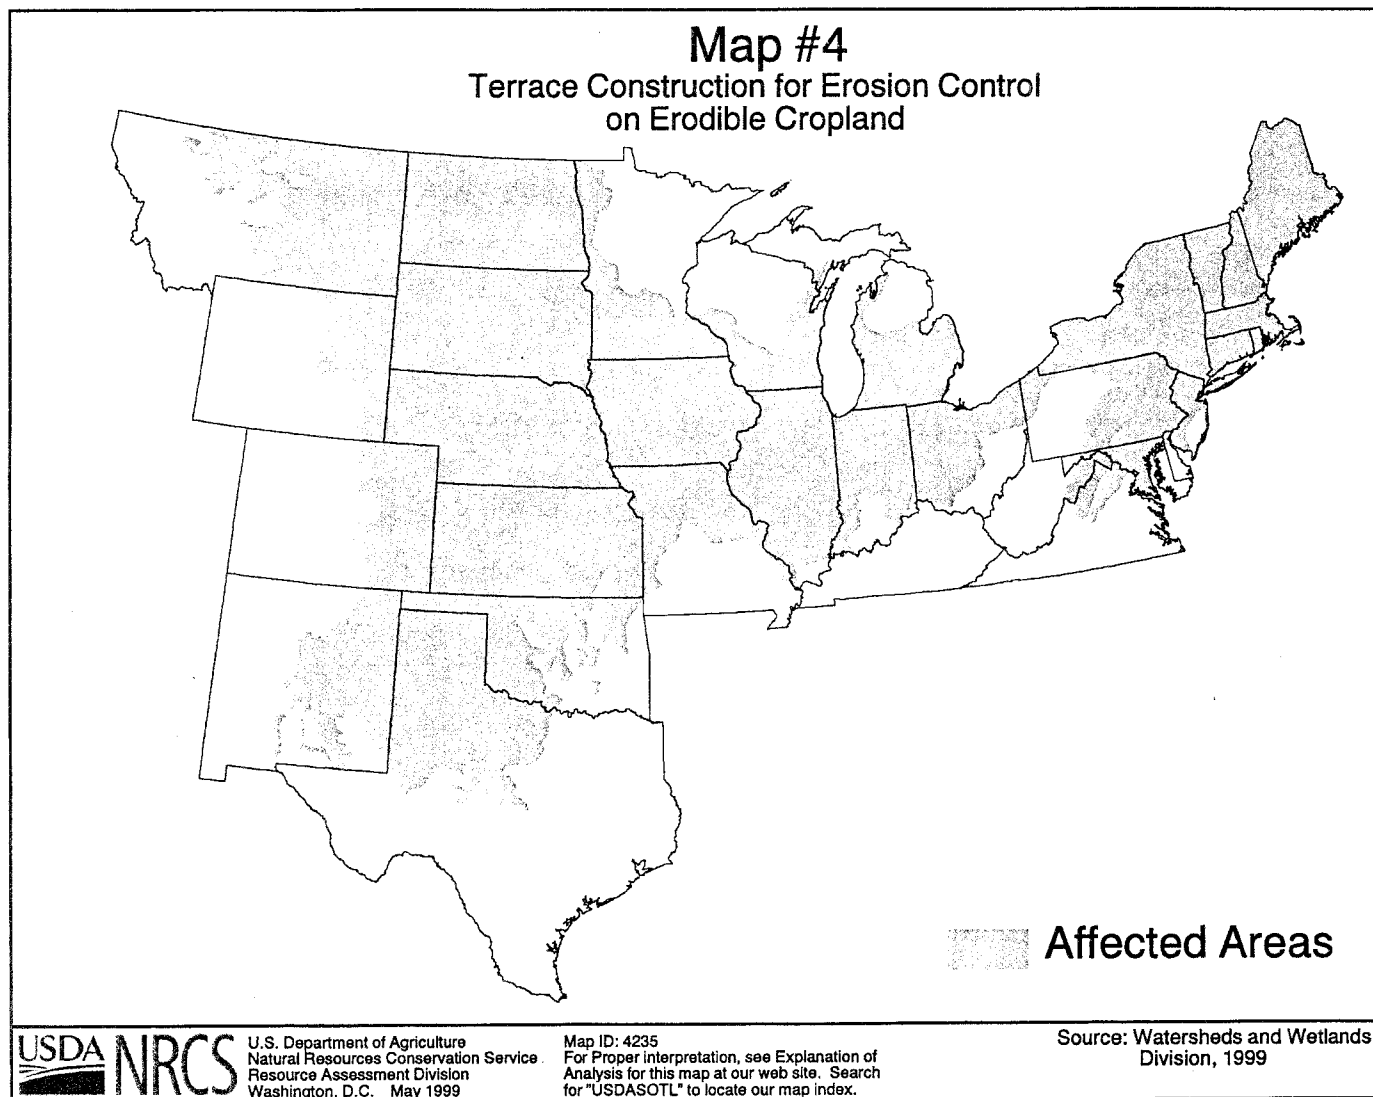 Map #4
Terrace Construction for Erosion Control
on Erodible Cropland
Affected Areas
USDA
NRCS
U.S. Department of Agriculture
Natural Resources Conservation Service
Resource Assessment Division
Washington, D.C. May 1999
Map ID: 4235
For Proper interpretation, see Explanation of
Analysis for this map at our web site. Search
for "USDASOTL" to locate our map index.
Source: Watersheds and Wetlands
Division, 1999